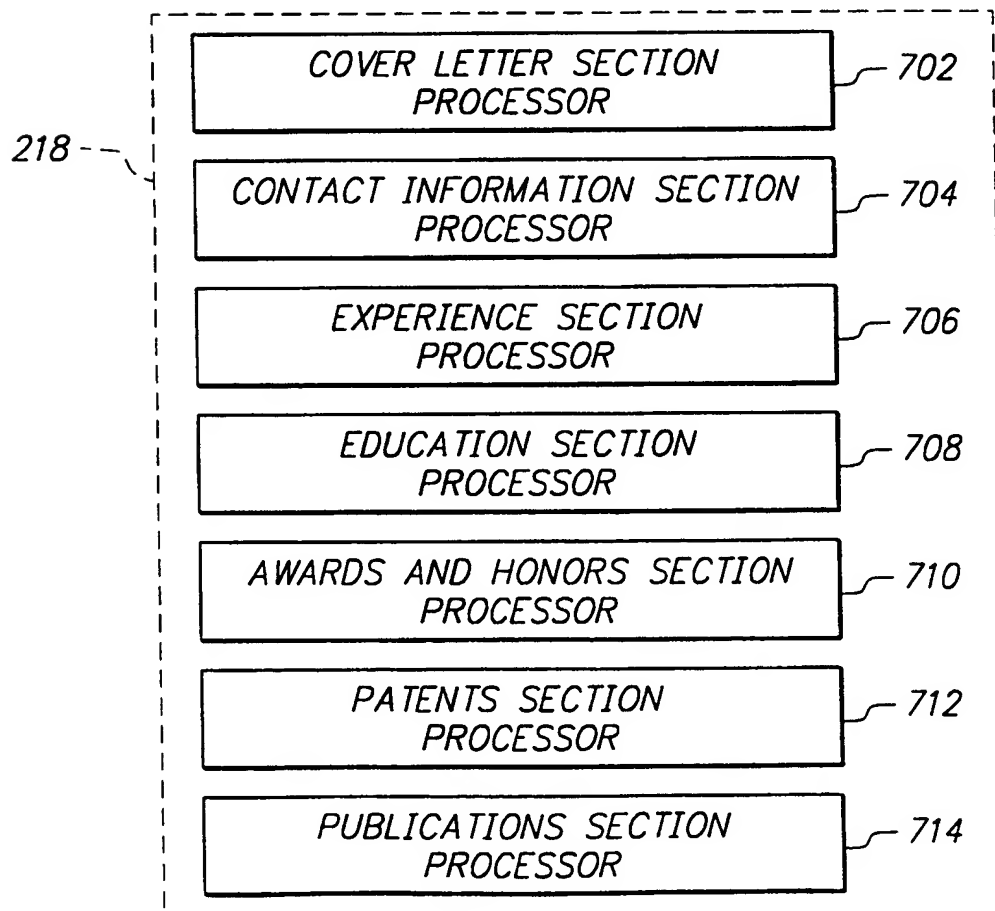 COVER LETTER SECTION
PROCESSOR
702
218
CONTACT INFORMATION SECTION
PROCESSOR
704
EXPERIENCE SECTION
PROCESSOR
706
EDUCATION SECTION
PROCESSOR
708
AWARDS AND HONORS SECTION
PROCESSOR
710
PATENTS SECTION
PROCESSOR
712
PUBLICATIONS SECTION
PROCESSOR
714